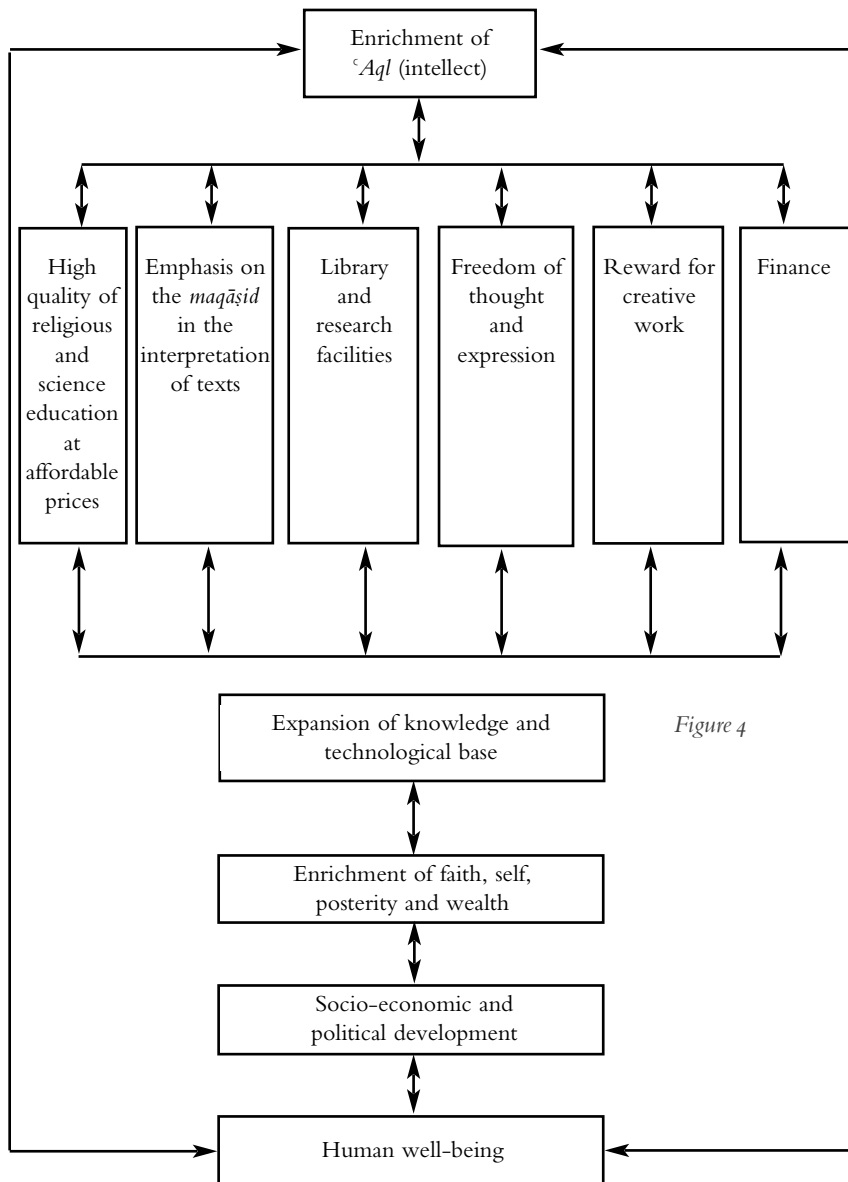 Enrichment of
ʿAql (intellect)
High
quality of
religious
and
science
education
at
affordable
prices
Emphasis on
the maqāṣid
in the
interpretation
of texts
Library
and
research
facilities
Freedom of
thought
and
expression
Reward for
creative
work
Finance
Expansion of knowledge and
technological base
Figure 4
Enrichment of faith, self,
posterity and wealth
Socio-economic and
political development
Human well-being